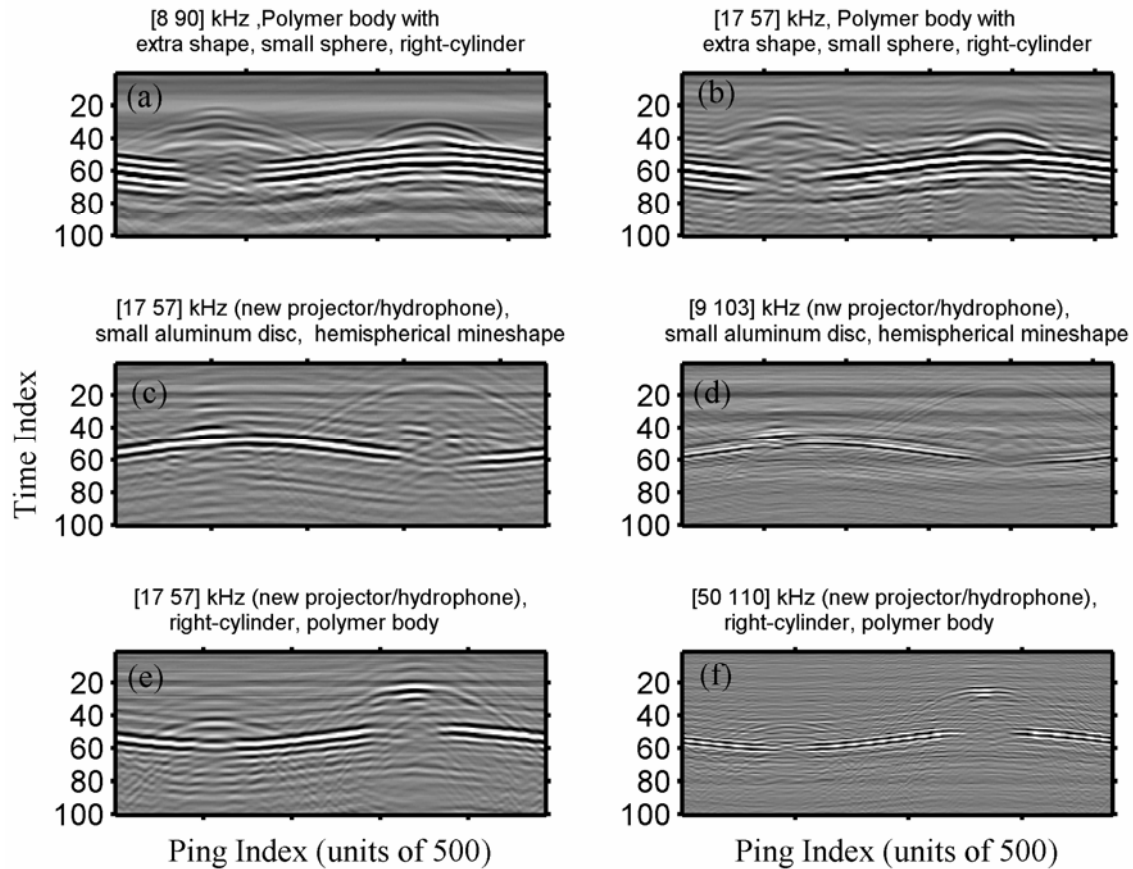 [8 90] kHz ,Polymer body with
extra shape, small sphere, right-cylinder
[17 57] kHz, Polymer body with
extra shape, small sphere, right-cylinder
(a)
20
40
60
80
100
(b)
20
40
60
80
100
[17 57] kHz (new projector/hydrophone),
small aluminum disc, hemispherical mineshape
[9 103] kHz (nw projector/hydrophone),
small aluminum disc, hemispherical mineshape
Time Index
(c)
20
40
60
80
100
(d)
20
40
60
80
100
[17 57] kHz (new projector/hydrophone),
right-cylinder, polymer body
[50 110] kHz (new projector/hydrophone),
right-cylinder, polymer body
(e)
20
40
60
80
100
(f)
20
40
60
80
100
Ping Index (units of 500)
Ping Index (units of 500)